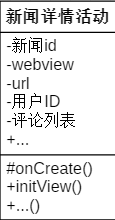 新闻详情活动
-新闻id
-webview
-url
-用户ID
-评论列表
+...
#onCreate()
+initView()
+...()